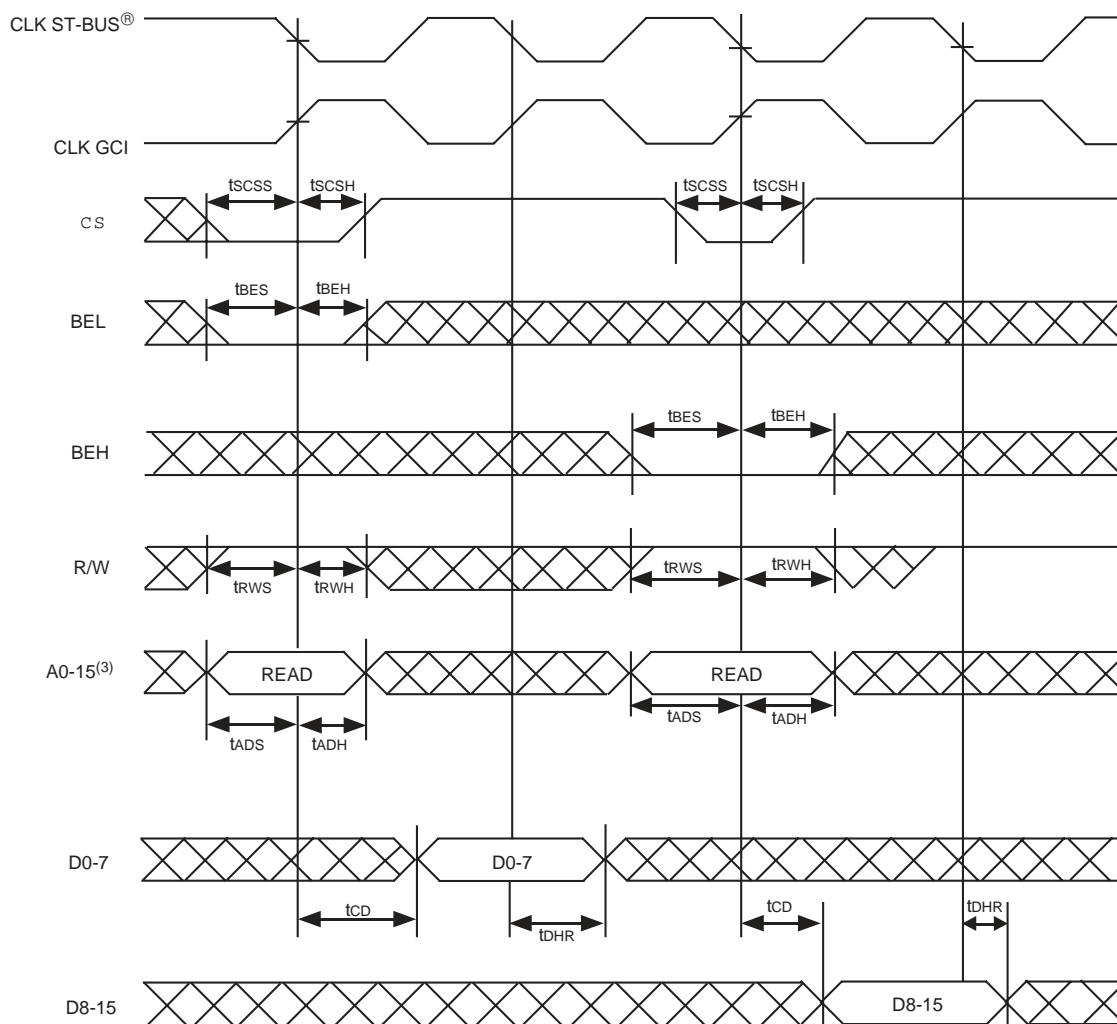 CLK ST-BUS®
CLK GCI
tSCSS tSCSH tSCSS tSCSH
CS
tBES tBEH
BEL
tBES tBEH
BEH
R/W
tRWS tRWH tRWS tRWH
A0-15(3) READ READ
tADS tADH tADS tADH
D0-7 D0-7
tCD tDHR tCD tDHR
D8-15 D8-15